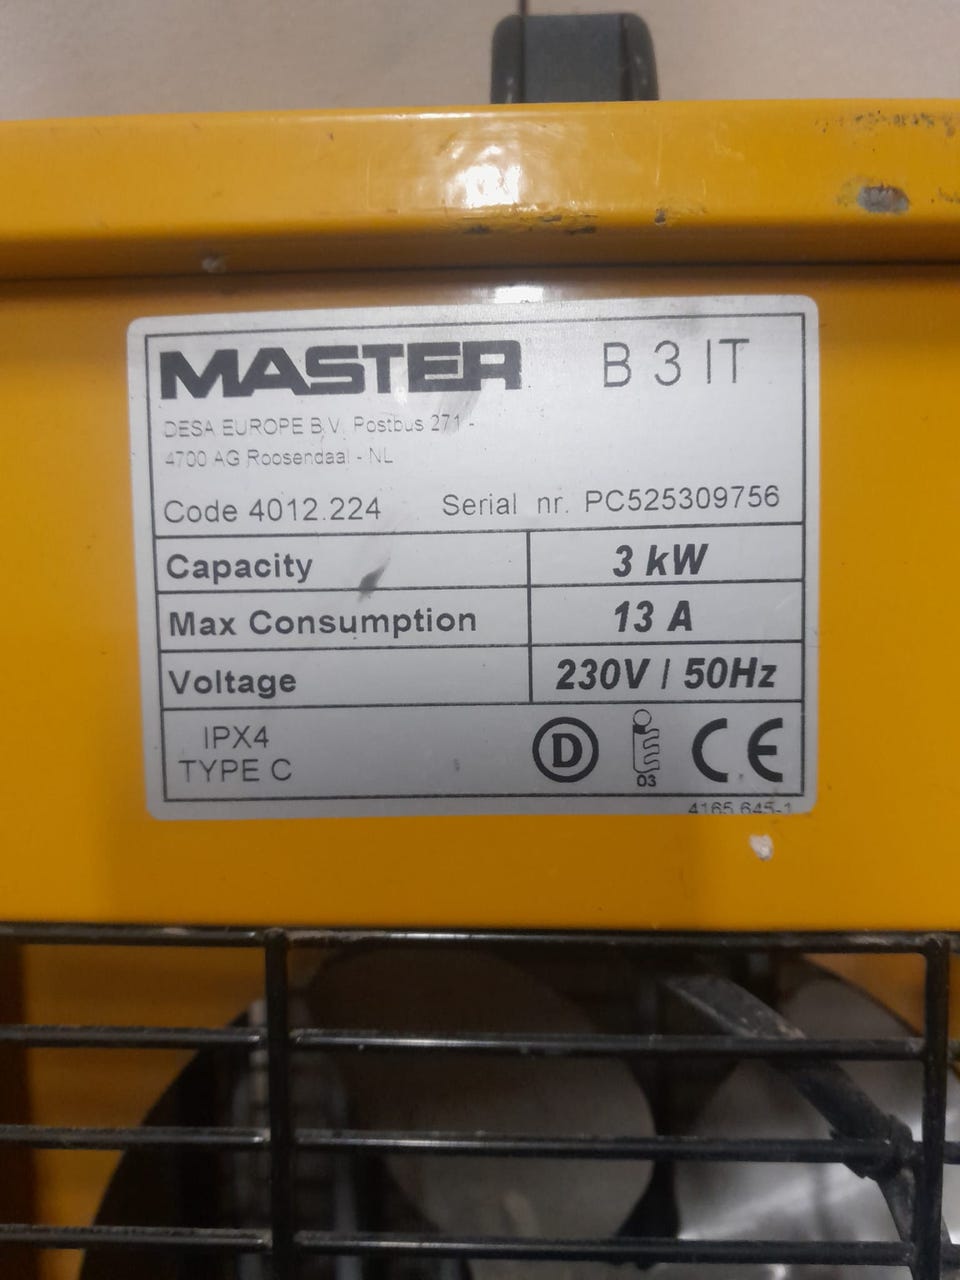 MASTER B 3 IT
DESA EUROPE B.V. Postbus 271 -
4700 AG Roosendaal - NL
Code 4012.224 Serial nr. PC525309756
Capacity 3 kW
Max Consumption 13 A
Voltage 230V / 50Hz
IPX4
TYPE C
D
03
CE
4165.645-1